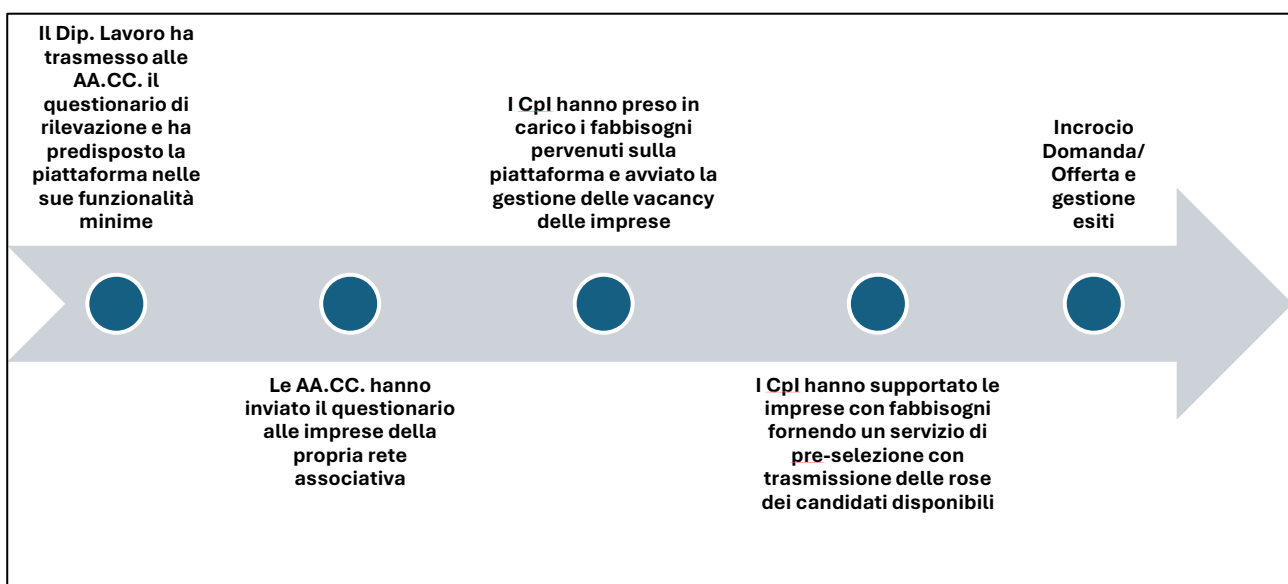 Il Dip. Lavoro ha
trasmesso alle
AA.CC. il
questionario di
rilevazione e ha
predisposto la
piattaforma nelle
sue funzionalità
minime
Le AA.CC. hanno
inviato il questionario
alle imprese della
propria rete
associativa
I CpI hanno preso in
carico i fabbisogni
pervenuti sulla
piattaforma e avviato la
gestione delle vacancy
delle imprese
I CpI hanno supportato le
imprese con fabbisogni
fornendo un servizio di
pre-selezione con
trasmissione delle rose
dei candidati disponibili
Incrocio
Domanda/
Offerta e
gestione
esiti